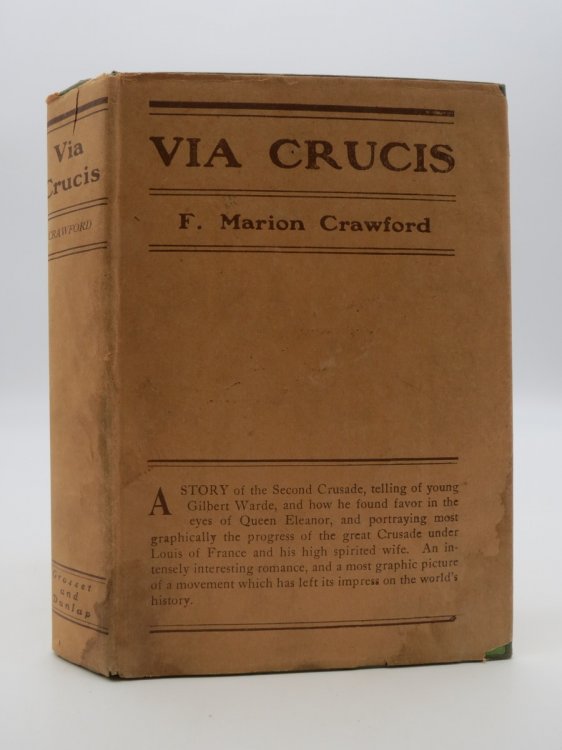 Via
Crucis
CRAWFORD
Grosset
and
Dunlap
VIA CRUCIS
F. Marion Crawford
A STORY of the Second Crusade, telling of young
Gilbert Warde, and how he found favor in the
eyes of Queen Eleanor, and portraying most
graphically the progress of the great Crusade under
Louis of France and his high spirited wife. An in-
tensely interesting romance, and a most graphic picture
of a movement which has left its impress on the world's
history.